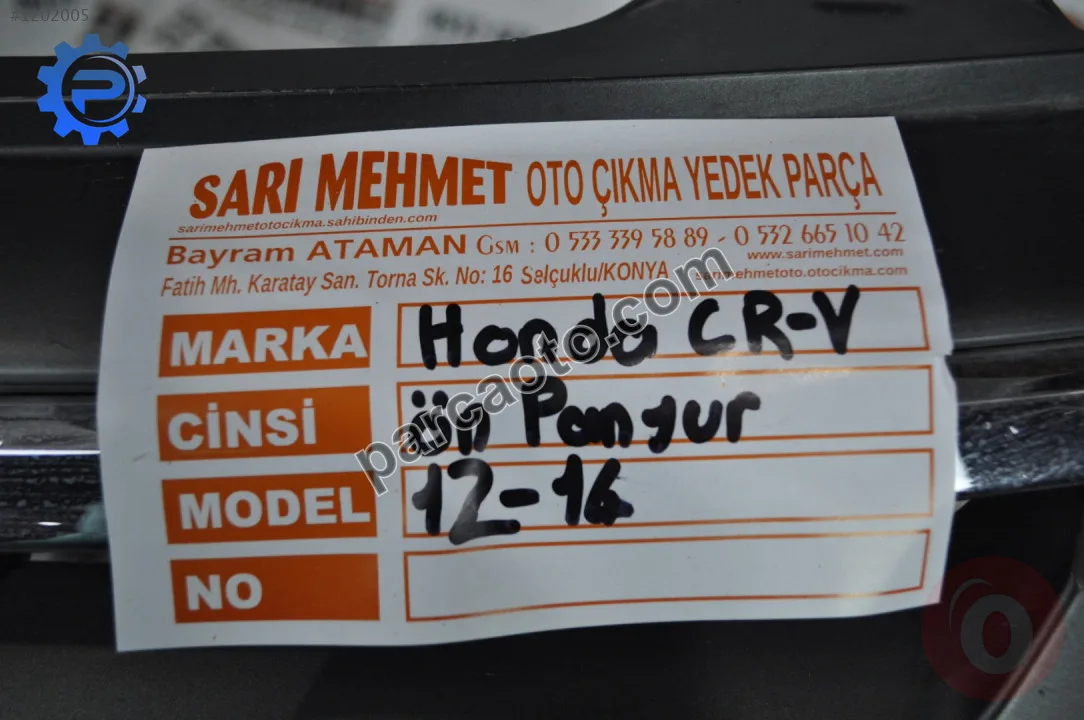 #1202005
P
SARI MEHMET OTO ÇIKMA YEDEK PARÇA
sarimehmetotocikma.sahibinden.com
Bayram ATAMAN GSM : 0 533 339 58 89 - 0 532 665 10 42
www.sarimehmet.com
Fatih Mh. Karatay San. Torna Sk. No: 16 Selçuklu/KONYA sarimehmetoto.otocikma.com
MARKA Honda CR-V
CİNSİ ön Pangur
MODEL 12-16
NO
parcaoto.com
O